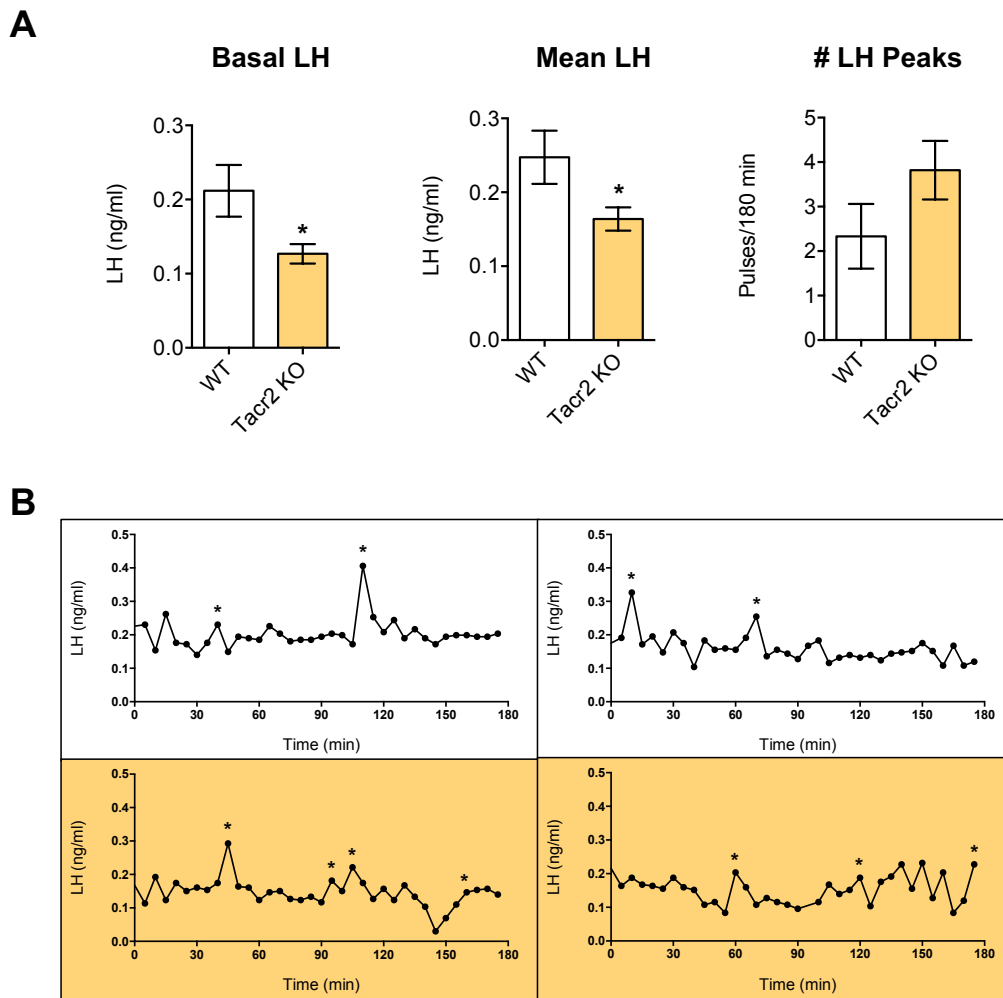 A
Basal LH
Mean LH
# LH Peaks
LH (ng/ml)
0.3
0.2
0.1
0.0
*
WT
Tacr2 KO
LH (ng/ml)
0.3
0.2
0.1
0.0
*
WT
Tacr2 KO
Pulses/180 min
5
4
3
2
1
0
WT
Tacr2 KO
B
LH (ng/ml)
0.5
0.4
0.3
0.2
0.1
0.0
* *
0 30 60 90 120 150 180
Time (min)
LH (ng/ml)
0.5
0.4
0.3
0.2
0.1
0.0
* *
0 30 60 90 120 150 180
Time (min)
LH (ng/ml)
0.5
0.4
0.3
0.2
0.1
0.0
* * * *
0 30 60 90 120 150 180
Time (min)
LH (ng/ml)
0.5
0.4
0.3
0.2
0.1
0.0
* * *
0 30 60 90 120 150 180
Time (min)